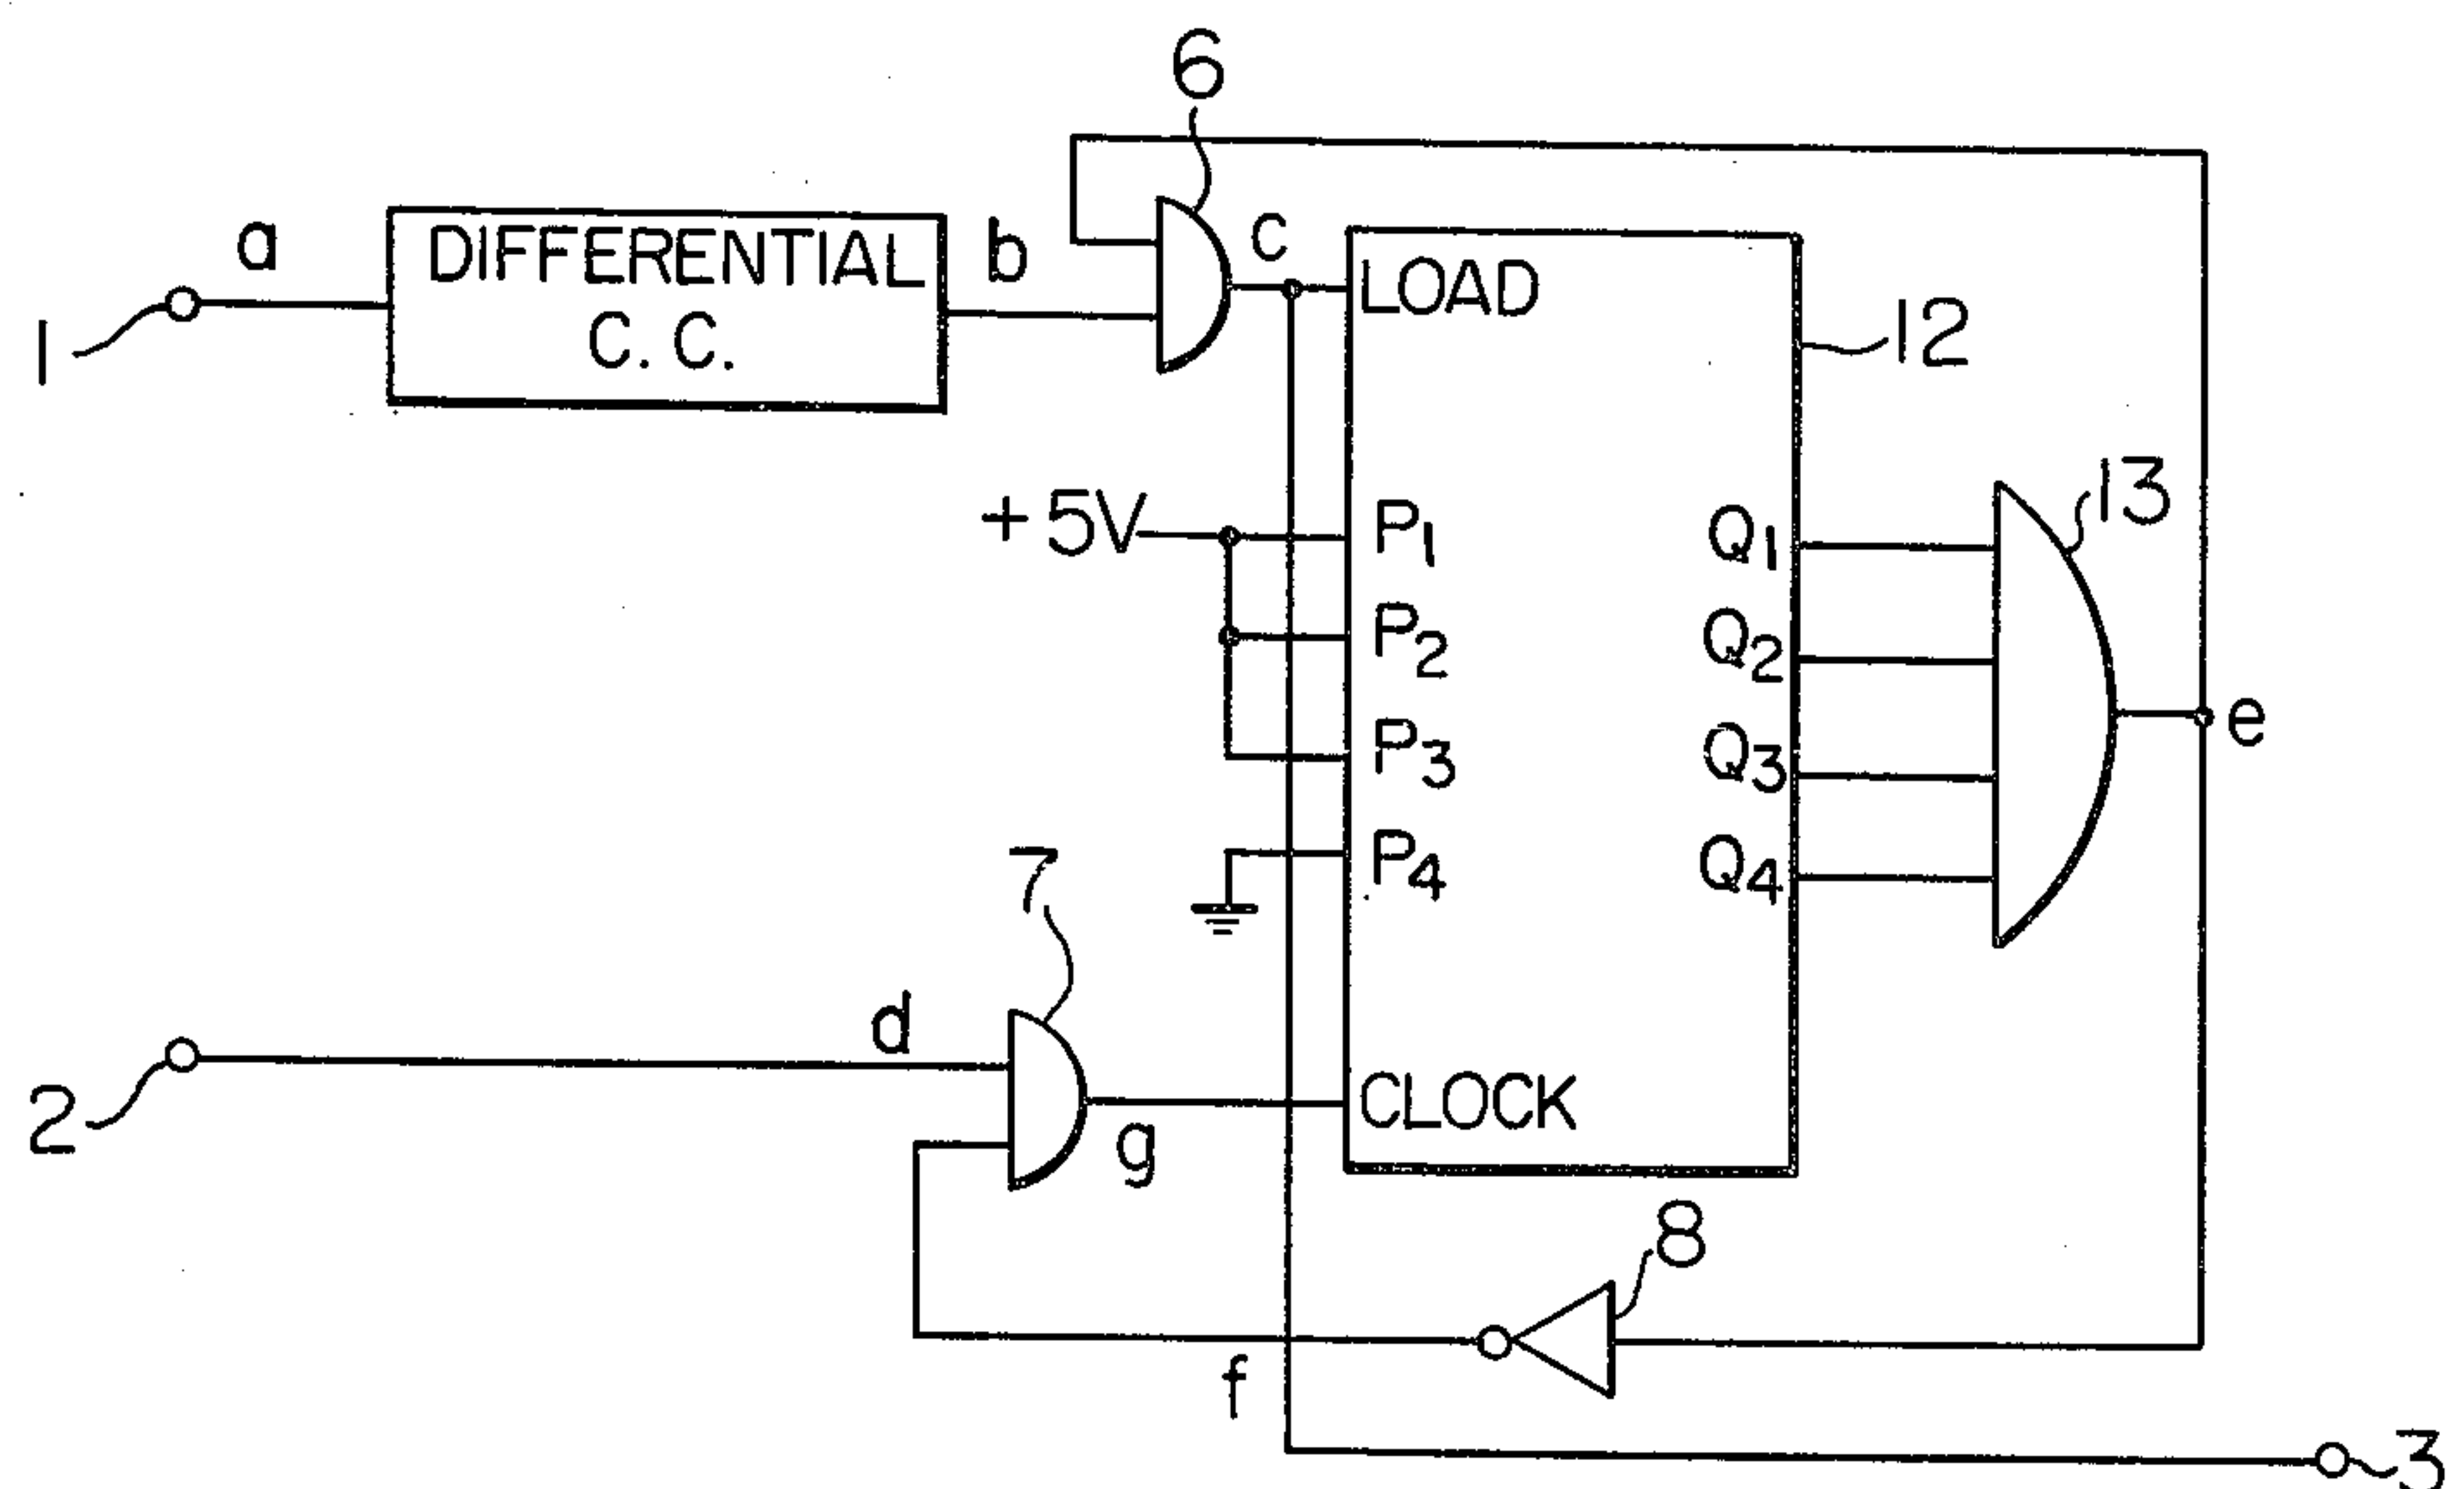 6
a
DIFFERENTIAL
C.C.
b
c
LOAD
1
12
+5V
P1
Q1
13
P2
Q2
P3
Q3
e
P4
Q4
7
d
2
CLOCK
g
8
f
3